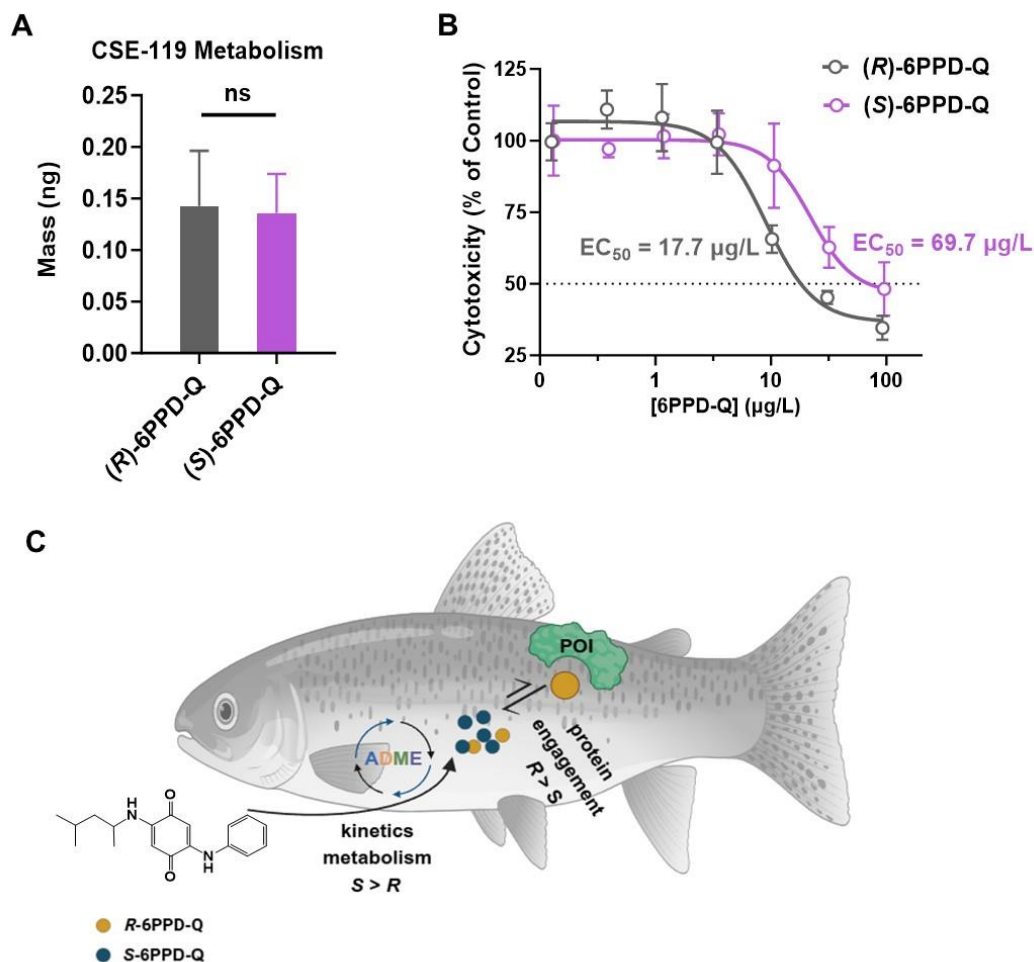 A
CSE-119 Metabolism
ns
0.25
0.20
0.15
0.10
0.05
0.00
Mass (ng)
(R)-6PPD-Q
(S)-6PPD-Q
B
(R)-6PPD-Q
(S)-6PPD-Q
125
100
75
50
25
Cytotoxicity (% of Control)
EC50 = 17.7 µg/L
EC50 = 69.7 µg/L
0
1
10
100
[6PPD-Q] (µg/L)
C
POI
ADME
protein
engagement
R > S
kinetics
metabolism
S > R
H
N
O
O
N
H
R-6PPD-Q
S-6PPD-Q